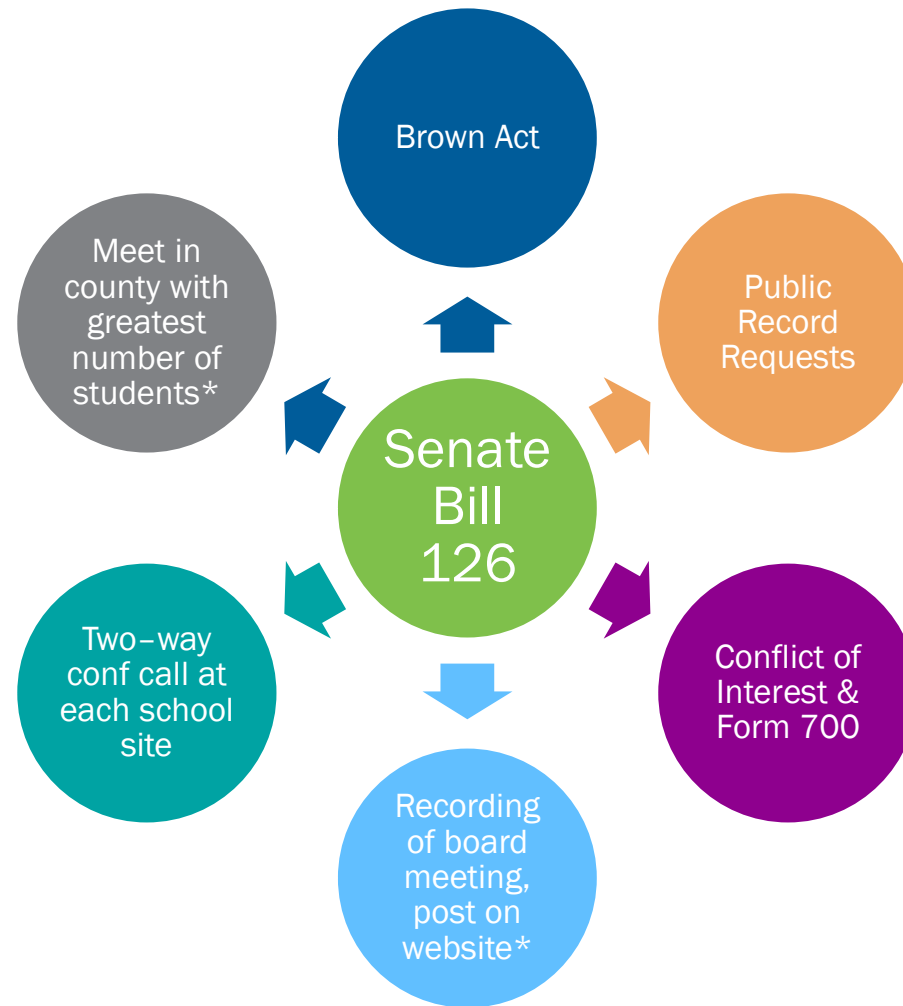 Brown Act
Meet in
county with
greatest
number of
students*
Public
Record
Requests
Senate
Bill
126
Two–way
conf call at
each school
site
Conflict of
Interest &
Form 700
Recording
of board
meeting,
post on
website*